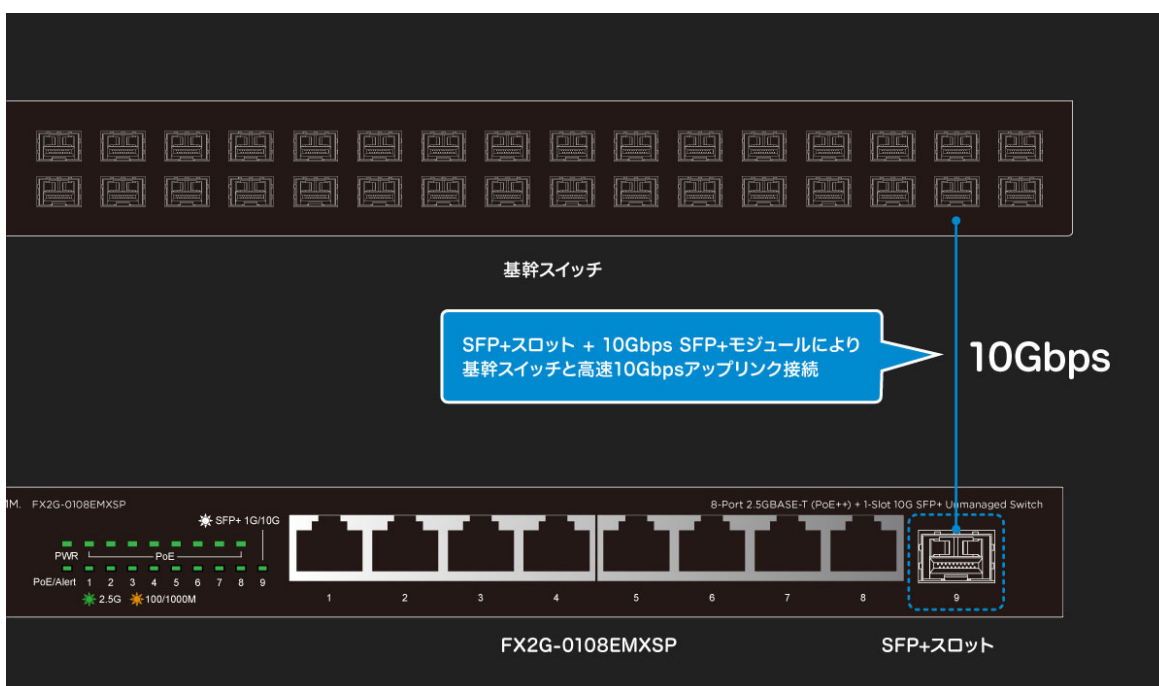 基幹スイッチ
SFP+スロット + 10Gbps SFP+モジュールにより
基幹スイッチと高速10Gbpsアップリンク接続
10Gbps
MM. FX2G-0108EMXSP
8-Port 2.5GBASE-T (PoE++) + 1-Slot 10G SFP+ Unmanaged Switch
SFP+ 1G/10G
PWR PoE
PoE/Alert 1 2 3 4 5 6 7 8 9
2.5G 100/1000M
1 2 3 4 5 6 7 8 9
FX2G-0108EMXSP
SFP+スロット